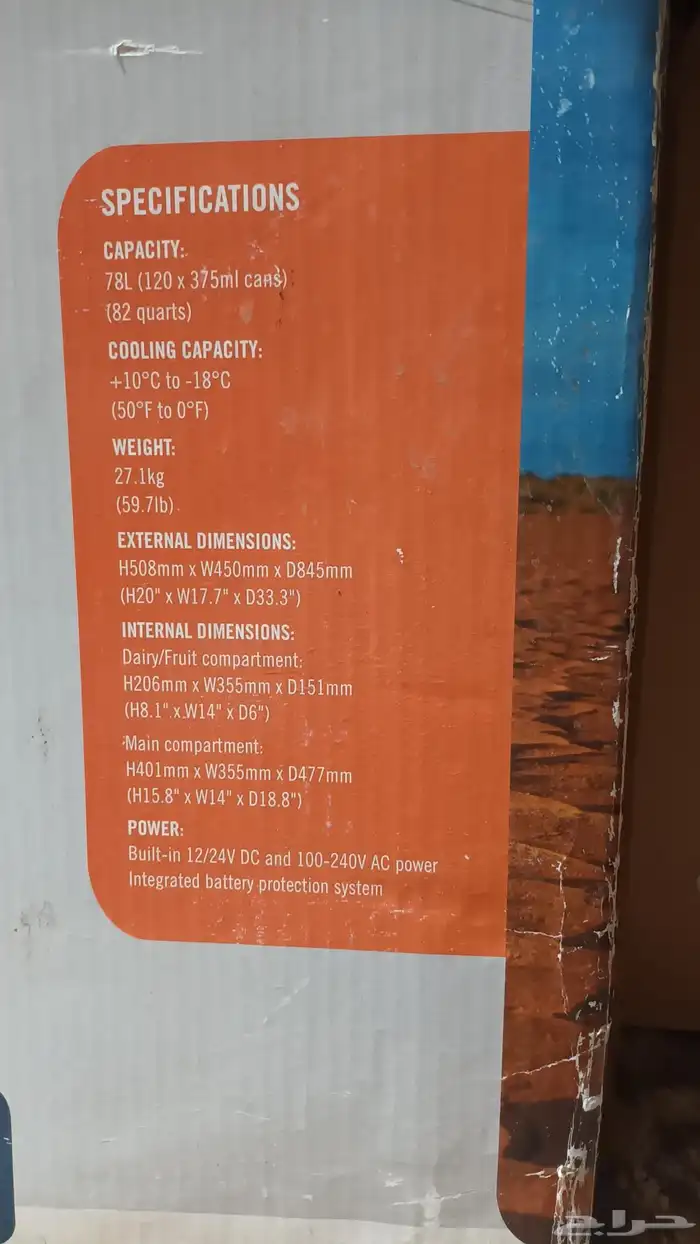 SPECIFICATIONS
CAPACITY:
78L (120 x 375ml cans)
(82 quarts)
COOLING CAPACITY:
+10°C to -18°C
(50°F to 0°F)
WEIGHT:
27.1kg
(59.7lb)
EXTERNAL DIMENSIONS:
H508mm x W450mm x D845mm
(H20" x W17.7" x D33.3")
INTERNAL DIMENSIONS:
Dairy/Fruit compartment:
H206mm x W355mm x D151mm
(H8.1" x W14" x D6")
Main compartment:
H401mm x W355mm x D477mm
(H15.8" x W14" x D18.8")
POWER:
Built-in 12/24V DC and 100-240V AC power
Integrated battery protection system
حراج